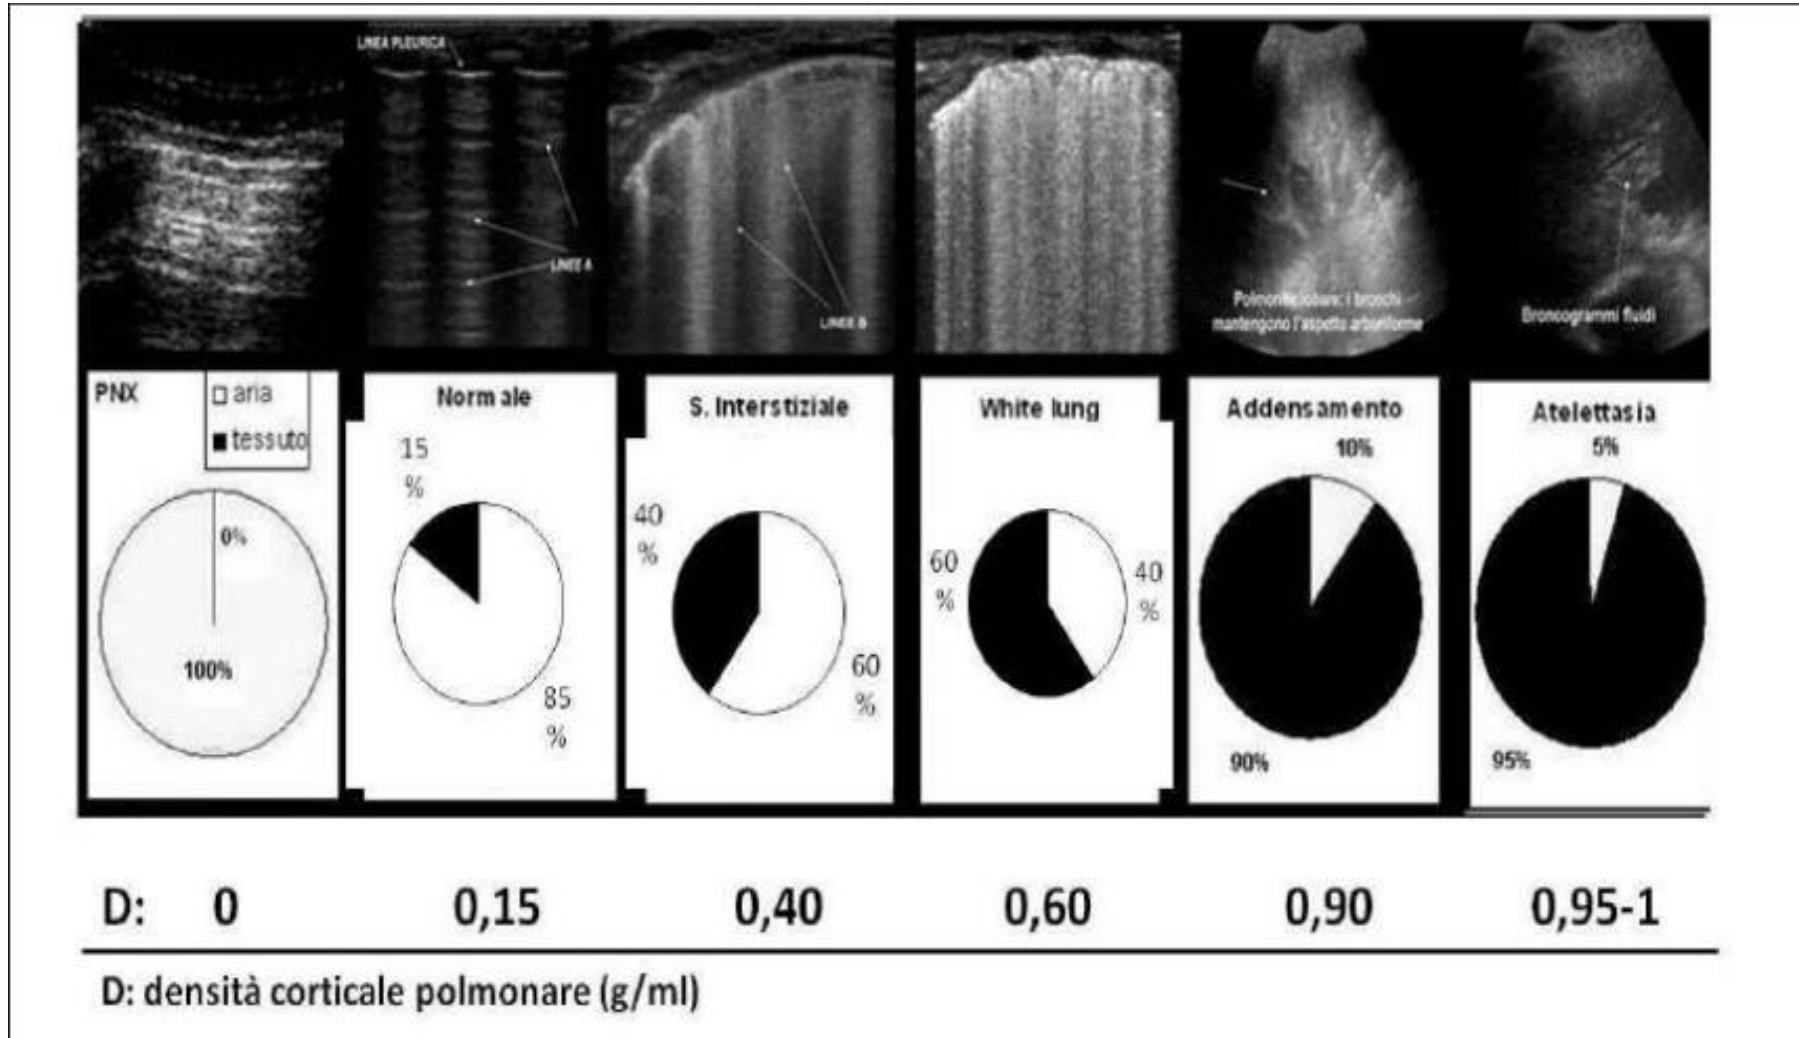 LINEA PLEURICA
LINEE A
LINEE B
Polmonite lobare: i bronchi
mantengono l'aspetto arboriforme
Broncogrammi fluidi
PNX
aria
tessuto
0%
100%
Normale
15
%
85
%
S. Interstiziale
40
%
60
%
White lung
60
%
40
%
Addensamento
10%
90%
Atelettasia
5%
95%
D: 0 0,15 0,40 0,60 0,90 0,95-1
D: densità corticale polmonare (g/ml)